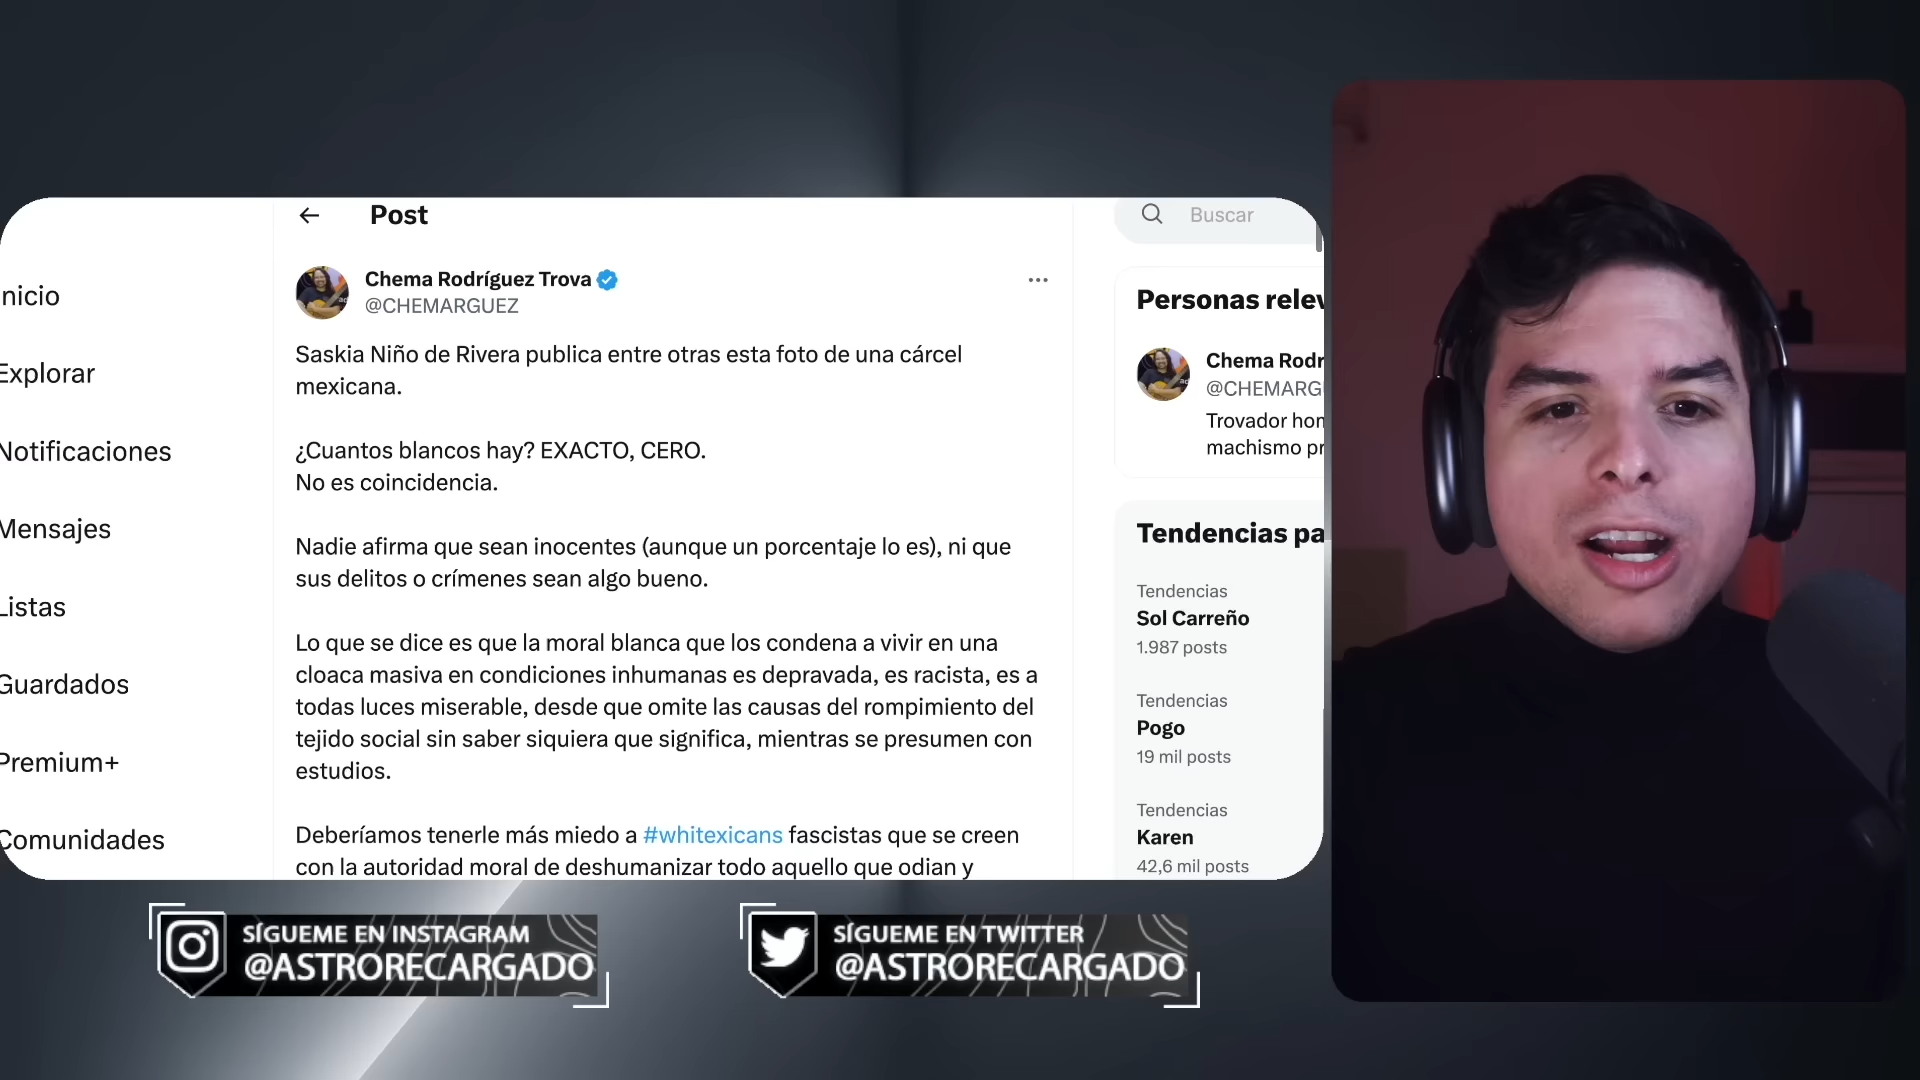 nicio
Explorar
Notificaciones
Mensajes
Listas
Guardados
Premium+
Comunidades
Post
Chema Rodríguez Trova
@CHEMARGUEZ
Saskia Niño de Rivera publica entre otras esta foto de una cárcel
mexicana.
¿Cuantos blancos hay? EXACTO, CERO.
No es coincidencia.
Nadie afirma que sean inocentes (aunque un porcentaje lo es), ni que
sus delitos o crímenes sean algo bueno.
Lo que se dice es que la moral blanca que los condena a vivir en una
cloaca masiva en condiciones inhumanas es depravada, es racista, es a
todas luces miserable, desde que omite las causas del rompimiento del
tejido social sin saber siquiera que significa, mientras se presumen con
estudios.
Deberíamos tenerle más miedo a #whitexicans fascistas que se creen
con la autoridad moral de deshumanizar todo aquello que odian y
Buscar
Personas relev
Chema Rodr
@CHEMARG
Trovador hon
machismo pr
Tendencias pa
Tendencias
Sol Carreño
1.987 posts
Tendencias
Pogo
19 mil posts
Tendencias
Karen
42,6 mil posts
SÍGUEME EN INSTAGRAM
@ASTRORECARGADO
SÍGUEME EN TWITTER
@ASTRORECARGADO